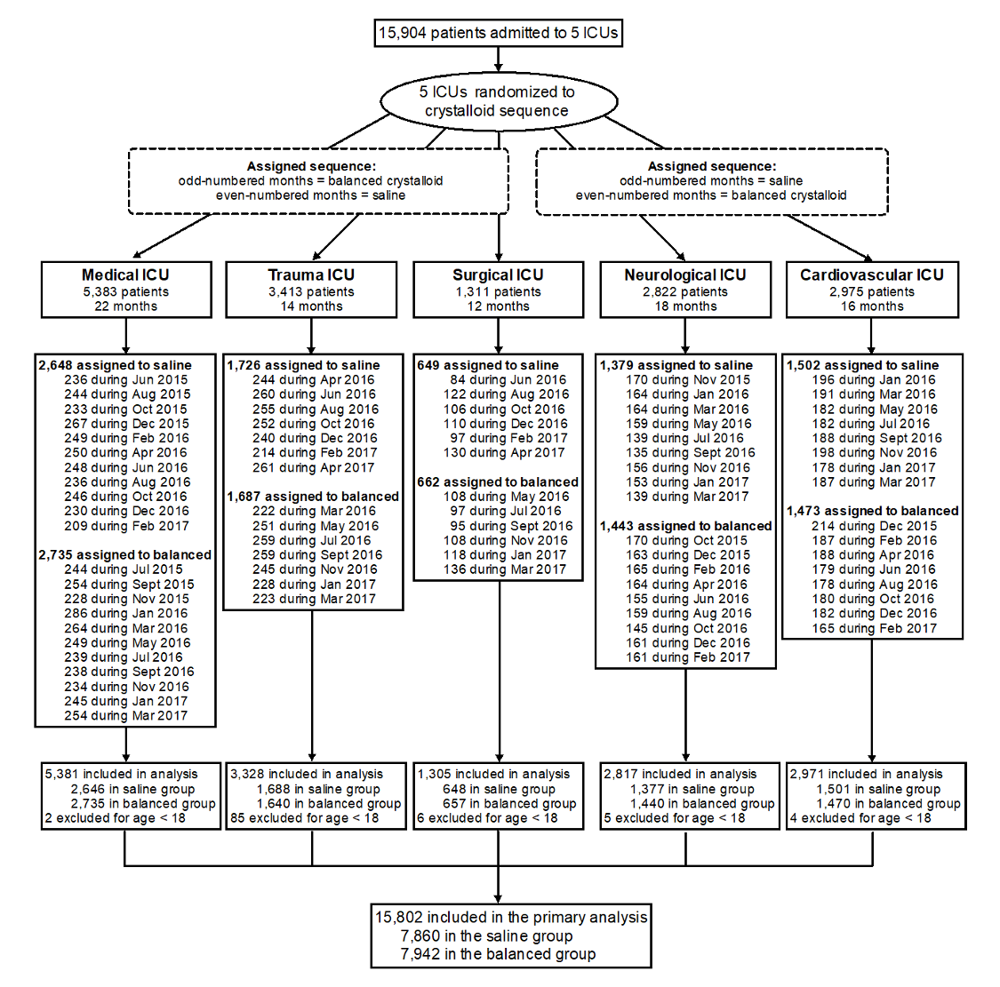 15,904 patients admitted to 5 ICUs
5 ICUs randomized to
crystalloid sequence
Assigned sequence:
odd-numbered months = balanced crystalloid
even-numbered months = saline
Assigned sequence:
odd-numbered months = saline
even-numbered months = balanced crystalloid
Medical ICU
5,383 patients
22 months
Trauma ICU
3,413 patients
14 months
Surgical ICU
1,311 patients
12 months
Neurological ICU
2,822 patients
18 months
Cardiovascular ICU
2,975 patients
16 months
2,648 assigned to saline
236 during Jun 2015
244 during Aug 2015
233 during Oct 2015
267 during Dec 2015
249 during Feb 2016
250 during Apr 2016
248 during Jun 2016
236 during Aug 2016
246 during Oct 2016
230 during Dec 2016
209 during Feb 2017
2,735 assigned to balanced
244 during Jul 2015
254 during Sept 2015
228 during Nov 2015
286 during Jan 2016
264 during Mar 2016
249 during May 2016
239 during Jul 2016
238 during Sept 2016
234 during Nov 2016
245 during Jan 2017
254 during Mar 2017
1,726 assigned to saline
244 during Apr 2016
260 during Jun 2016
255 during Aug 2016
252 during Oct 2016
240 during Dec 2016
214 during Feb 2017
261 during Apr 2017
1,687 assigned to balanced
222 during Mar 2016
251 during May 2016
259 during Jul 2016
259 during Sept 2016
245 during Nov 2016
228 during Jan 2017
223 during Mar 2017
649 assigned to saline
84 during Jun 2016
122 during Aug 2016
106 during Oct 2016
110 during Dec 2016
97 during Feb 2017
130 during Apr 2017
662 assigned to balanced
108 during May 2016
97 during Jul 2016
95 during Sept 2016
108 during Nov 2016
118 during Jan 2017
136 during Mar 2017
1,379 assigned to saline
170 during Nov 2015
164 during Jan 2016
164 during Mar 2016
159 during May 2016
139 during Jul 2016
135 during Sept 2016
156 during Nov 2016
153 during Jan 2017
139 during Mar 2017
1,443 assigned to balanced
170 during Oct 2015
163 during Dec 2015
165 during Feb 2016
164 during Apr 2016
155 during Jun 2016
159 during Aug 2016
145 during Oct 2016
161 during Dec 2016
161 during Feb 2017
1,502 assigned to saline
196 during Jan 2016
191 during Mar 2016
182 during May 2016
182 during Jul 2016
188 during Sept 2016
198 during Nov 2016
178 during Jan 2017
187 during Mar 2017
1,473 assigned to balanced
214 during Dec 2015
187 during Feb 2016
188 during Apr 2016
179 during Jun 2016
178 during Aug 2016
180 during Oct 2016
182 during Dec 2016
165 during Feb 2017
5,381 included in analysis
2,646 in saline group
2,735 in balanced group
2 excluded for age < 18
3,328 included in analysis
1,688 in saline group
1,640 in balanced group
85 excluded for age < 18
1,305 included in analysis
648 in saline group
657 in balanced group
6 excluded for age < 18
2,817 included in analysis
1,377 in saline group
1,440 in balanced group
5 excluded for age < 18
2,971 included in analysis
1,501 in saline group
1,470 in balanced group
4 excluded for age < 18
15,802 included in the primary analysis
7,860 in the saline group
7,942 in the balanced group